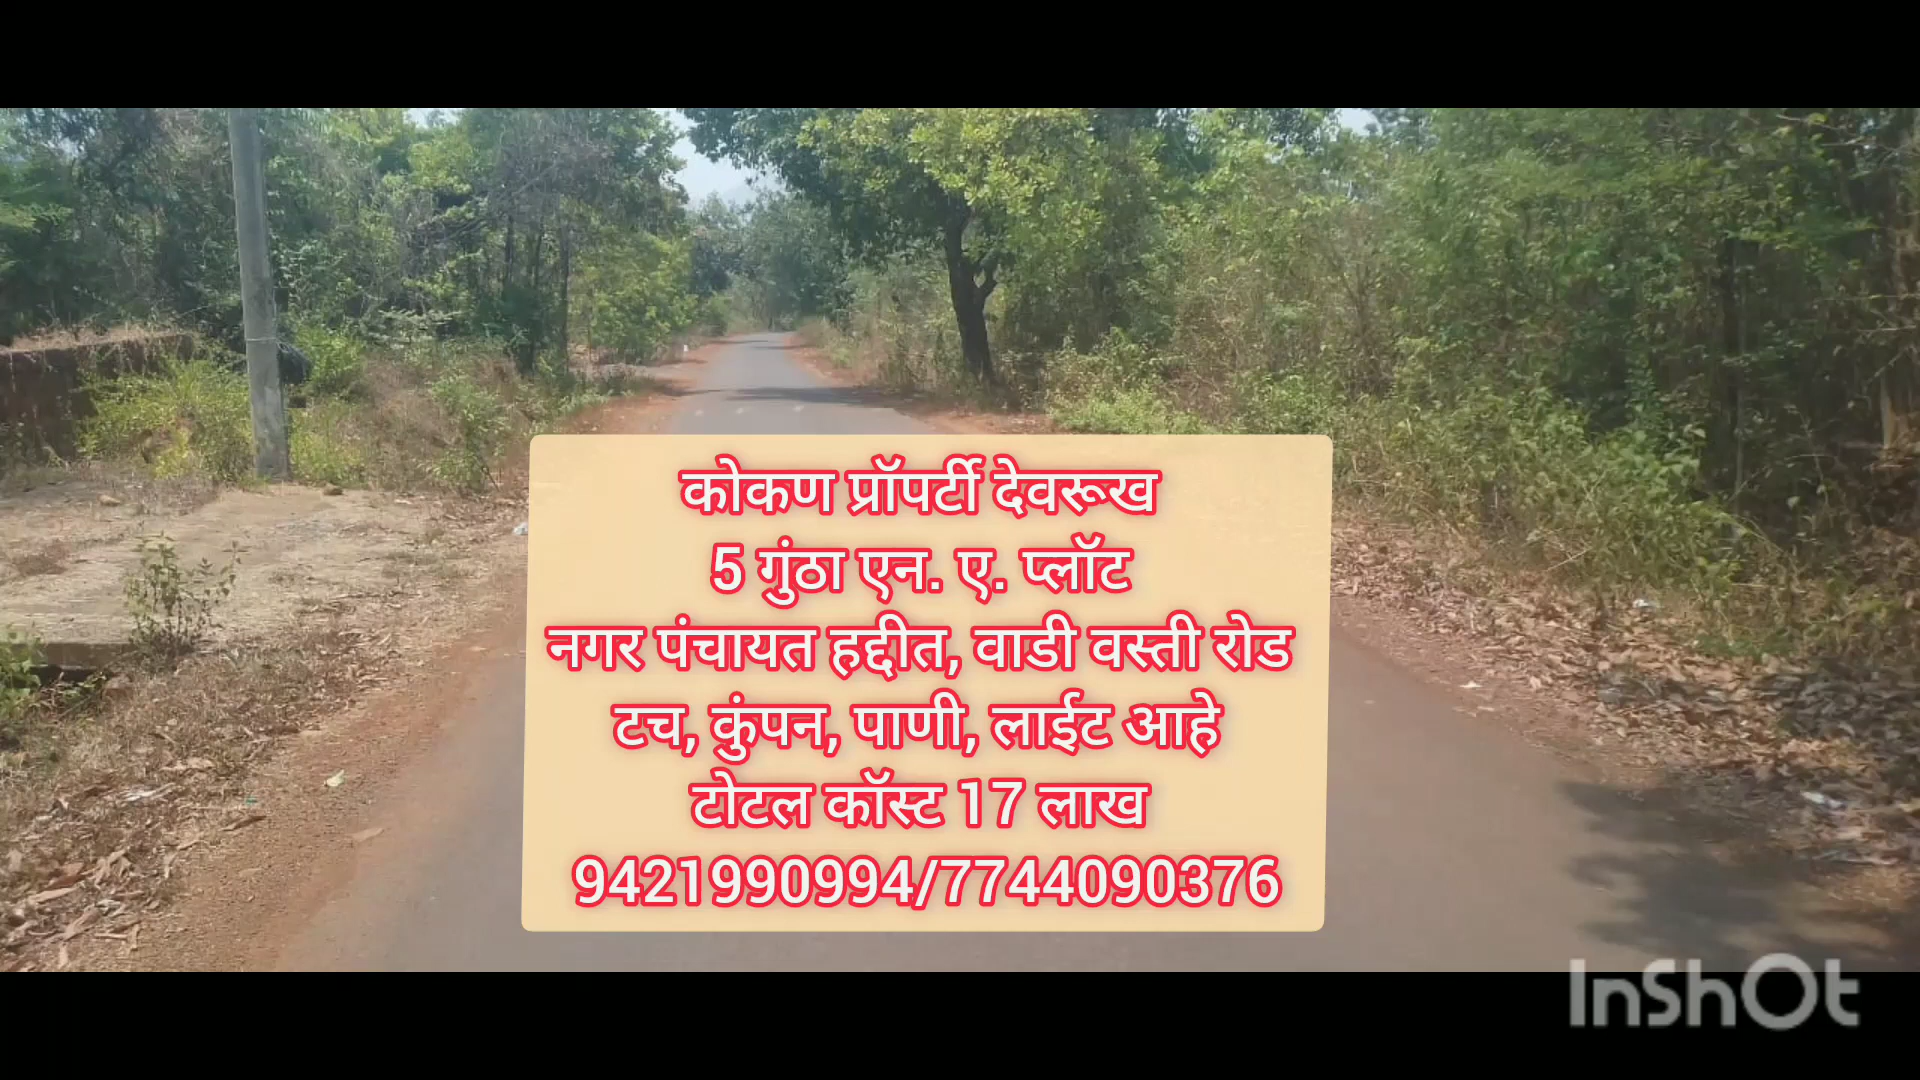 कोकण प्रॉपर्टी देवरूख
5 गुंठा एन. ए. प्लॉट
नगर पंचायत हद्दीत, वाडी वस्ती रोड
टच, कुंपन, पाणी, लाईट आहे
टोटल कॉस्ट 17 लाख
9421990994/7744090376
InShOt